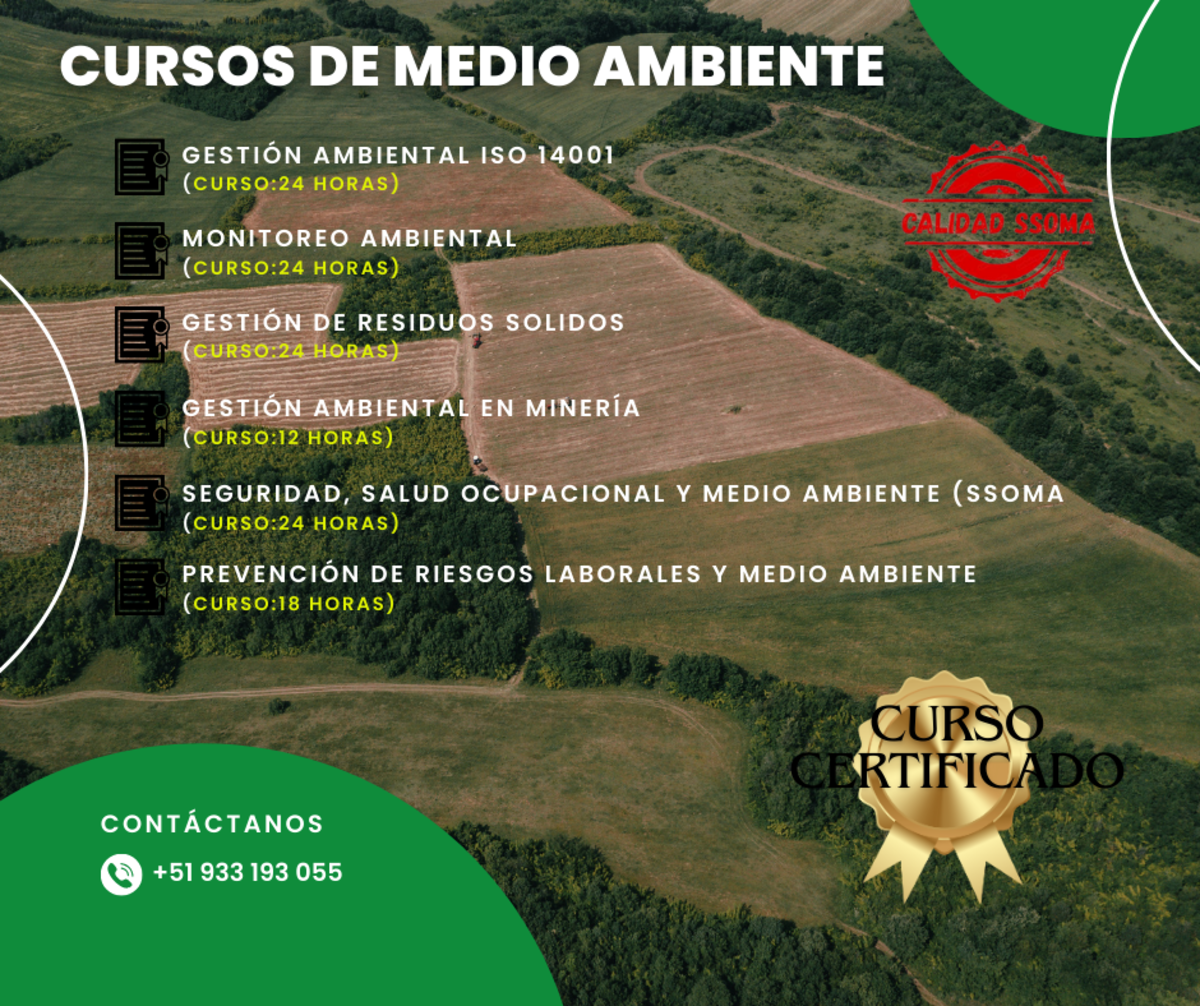 CURSOS DE MEDIO AMBIENTE
GESTIÓN AMBIENTAL ISO 14001
(CURSO:24 HORAS)
CALIDAD SSOMA
MONITOREO AMBIENTAL
(CURSO:24 HORAS)
GESTIÓN DE RESIDUOS SOLIDOS
(CURSO:24 HORAS)
GESTIÓN AMBIENTAL EN MINERÍA
(CURSO:12 HORAS)
SEGURIDAD, SALUD OCUPACIONAL Y MEDIO AMBIENTE (SSOMA
(CURSO:24 HORAS)
PREVENCIÓN DE RIESGOS LABORALES Y MEDIO AMBIENTE
(CURSO:18 HORAS)
CURSO
CERTIFICADO
CONTÁCTANOS
+51 933 193 055